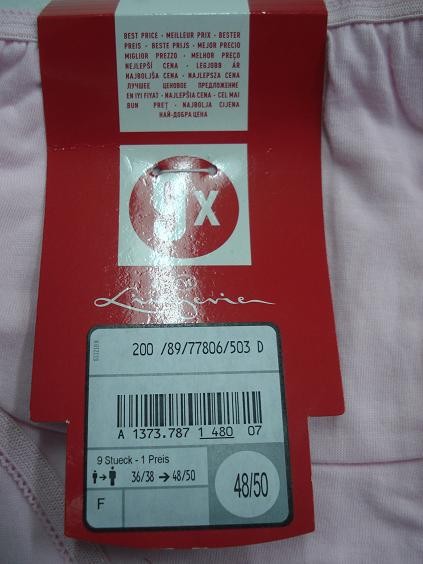 BEST PRICE · MEILLEUR PRIX · BESTER
PREIS · BESTE PRIJS · MEJOR PRECIO
MIGLIOR PREZZO · MELHOR PREÇO
NEJLEPŠÍ CENA · LEGJOBB ÁR
NAJBOLJŠA CENA · NAJLEPSZA CENA
ЛУЧШЕЕ ЦЕНОВОЕ ПРЕДЛОЖЕНИЕ
EN IYI FIYAT · NAJLEPŠIA CENA · CEL MAI
BUN PREŢ · NAJBOLJA CIJENA
НАЙ-ДОБРА ЦЕНА
9x
Lingerie
200 /89/77806/503 D
A 1373.787 1 480 07
9 Stueck - 1 Preis
36/38 → 48/50
48/50
F